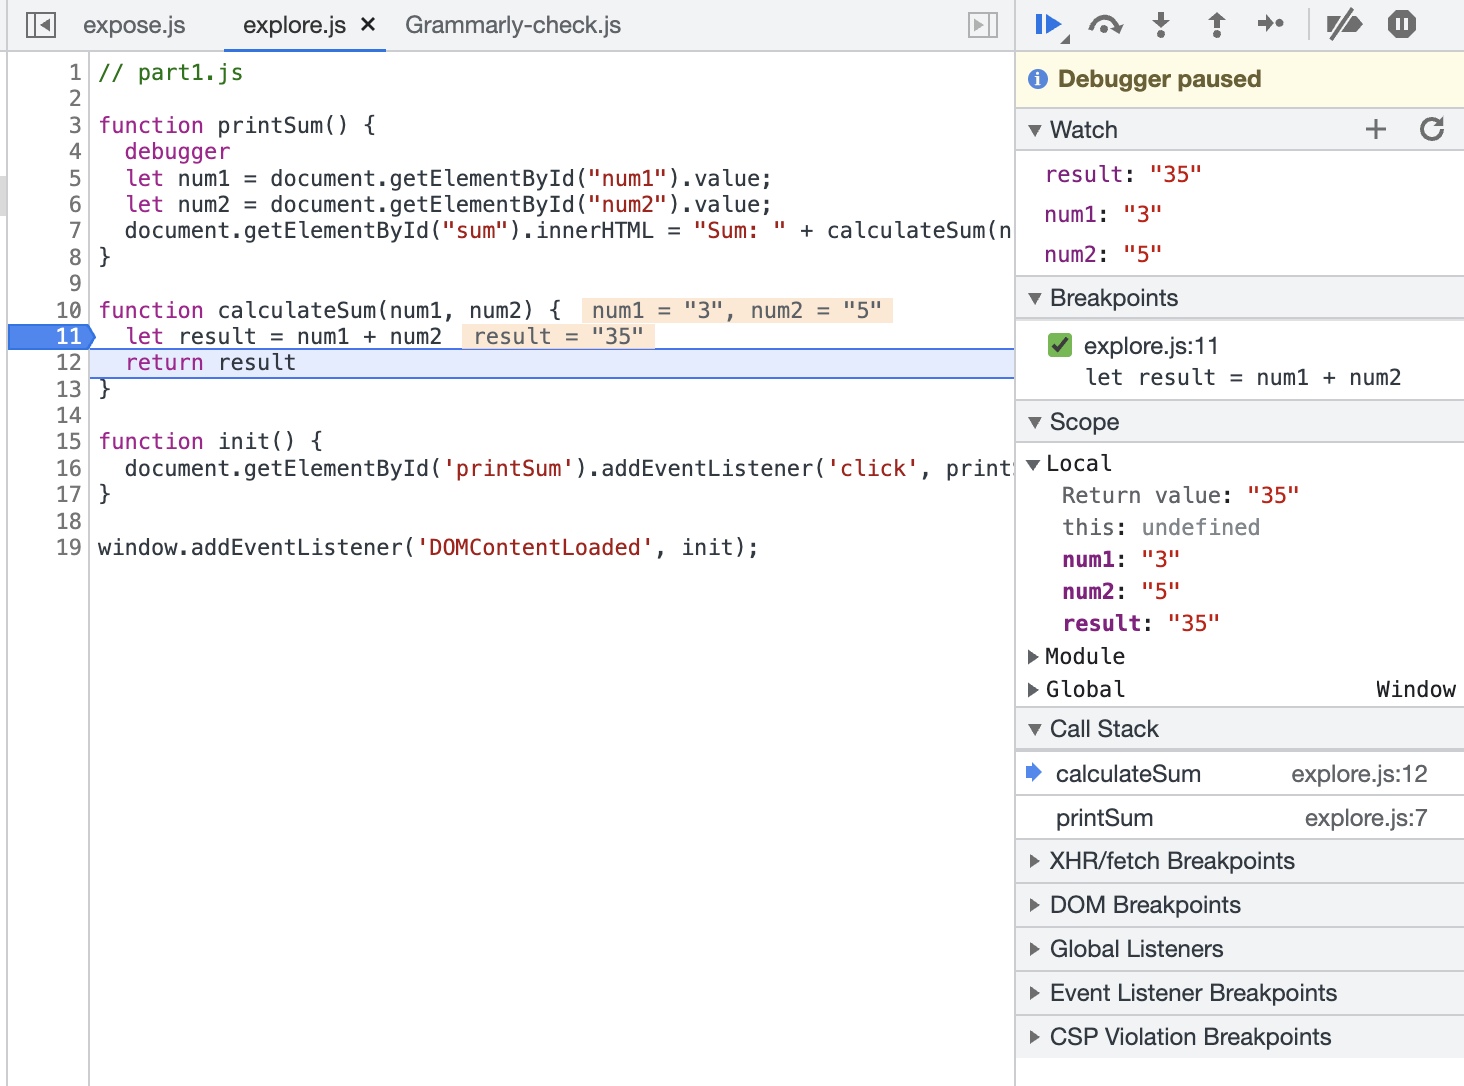 expose.js
explore.js ×
Grammarly-check.js
1 // part1.js
2
3 function printSum() {
4 debugger
5 let num1 = document.getElementById("num1").value;
6 let num2 = document.getElementById("num2").value;
7 document.getElementById("sum").innerHTML = "Sum: " + calculateSum(n
8 }
9
10 function calculateSum(num1, num2) { num1 = "3", num2 = "5"
11 let result = num1 + num2 result = "35"
12 return result
13 }
14
15 function init() {
16 document.getElementById('printSum').addEventListener('click', print
17 }
18
19 window.addEventListener('DOMContentLoaded', init);
Debugger paused
Watch
result: "35"
num1: "3"
num2: "5"
Breakpoints
explore.js:11
let result = num1 + num2
Scope
Local
Return value: "35"
this: undefined
num1: "3"
num2: "5"
result: "35"
Module
Global Window
Call Stack
calculateSum explore.js:12
printSum explore.js:7
XHR/fetch Breakpoints
DOM Breakpoints
Global Listeners
Event Listener Breakpoints
CSP Violation Breakpoints